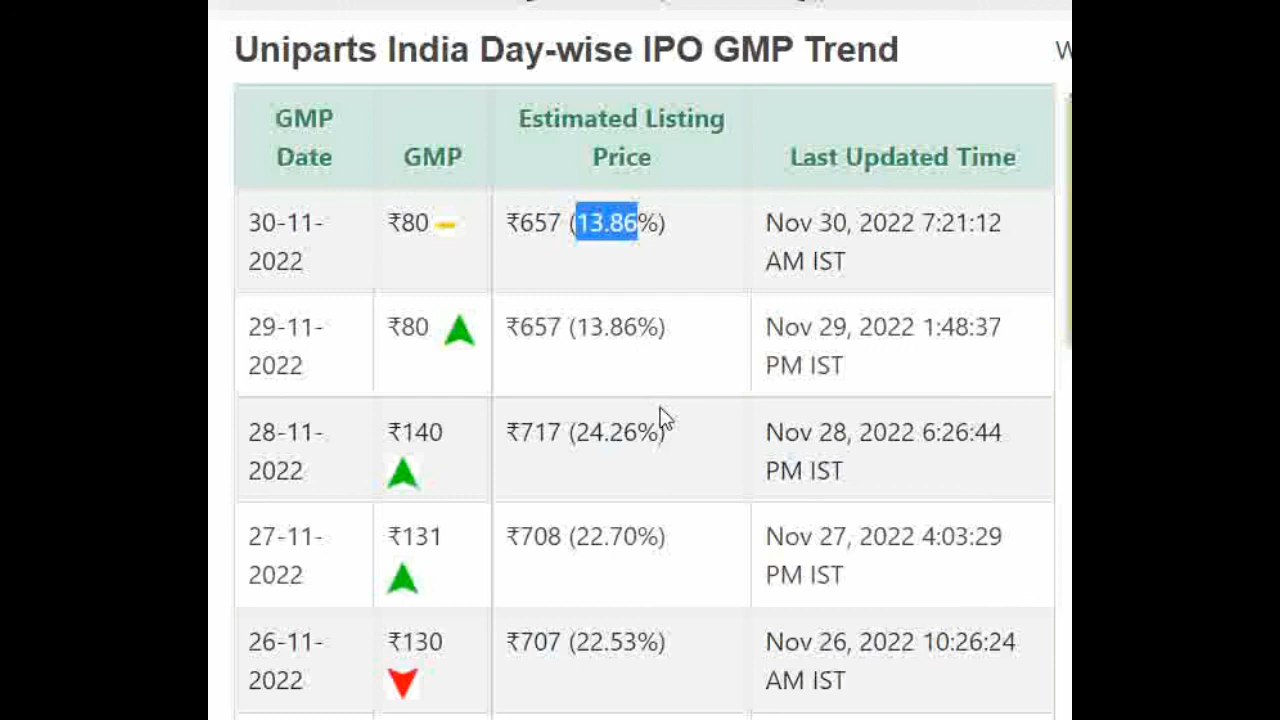 Uniparts India Day-wise IPO GMP Trend
W
GMP Date GMP Estimated Listing Price Last Updated Time
30-11-2022 ₹80 ₹657 (13.86%) Nov 30, 2022 7:21:12 AM IST
29-11-2022 ₹80 ₹657 (13.86%) Nov 29, 2022 1:48:37 PM IST
28-11-2022 ₹140 ₹717 (24.26%) Nov 28, 2022 6:26:44 PM IST
27-11-2022 ₹131 ₹708 (22.70%) Nov 27, 2022 4:03:29 PM IST
26-11-2022 ₹130 ₹707 (22.53%) Nov 26, 2022 10:26:24 AM IST